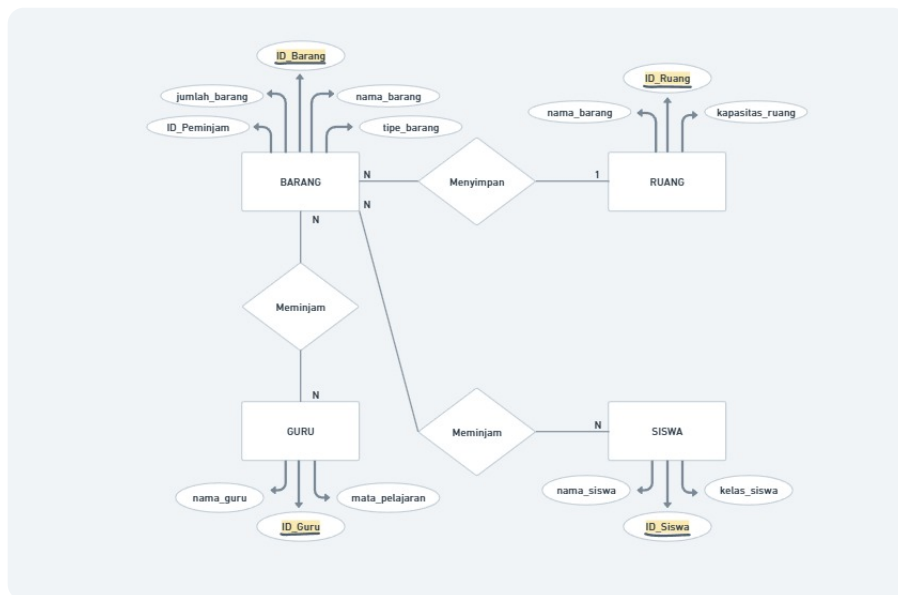 ID_Barang
jumlah_barang
nama_barang
ID_Peminjam
tipe_barang
BARANG
N
Menyimpan
1
RUANG
ID_Ruang
nama_barang
kapasitas_ruang
N
N
Meminjam
N
GURU
nama_guru
mata_pelajaran
ID_Guru
Meminjam
N
SISWA
nama_siswa
kelas_siswa
ID_Siswa